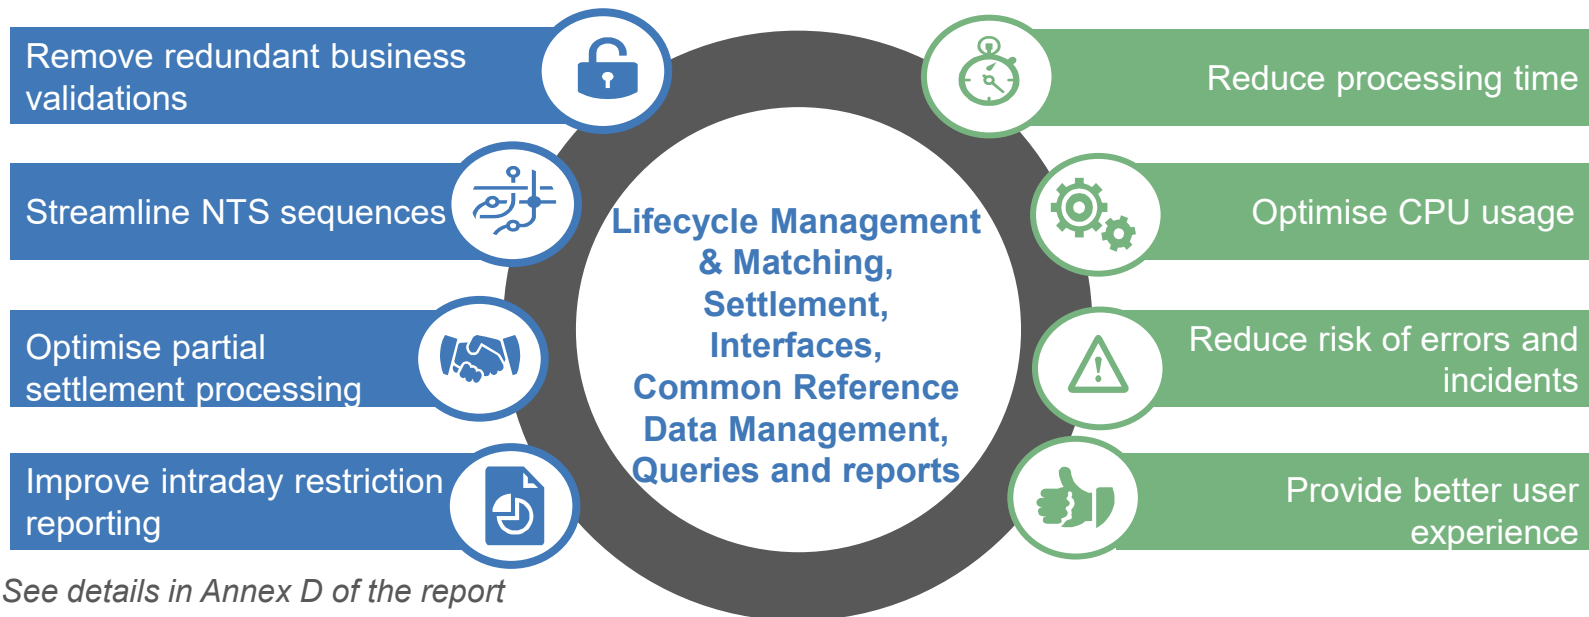 Remove redundant business
validations
Streamline NTS sequences
Optimise partial
settlement processing
Improve intraday restriction
reporting
Lifecycle Management
& Matching,
Settlement,
Interfaces,
Common Reference
Data Management,
Queries and reports
Reduce processing time
Optimise CPU usage
Reduce risk of errors and
incidents
Provide better user
experience
See details in Annex D of the report